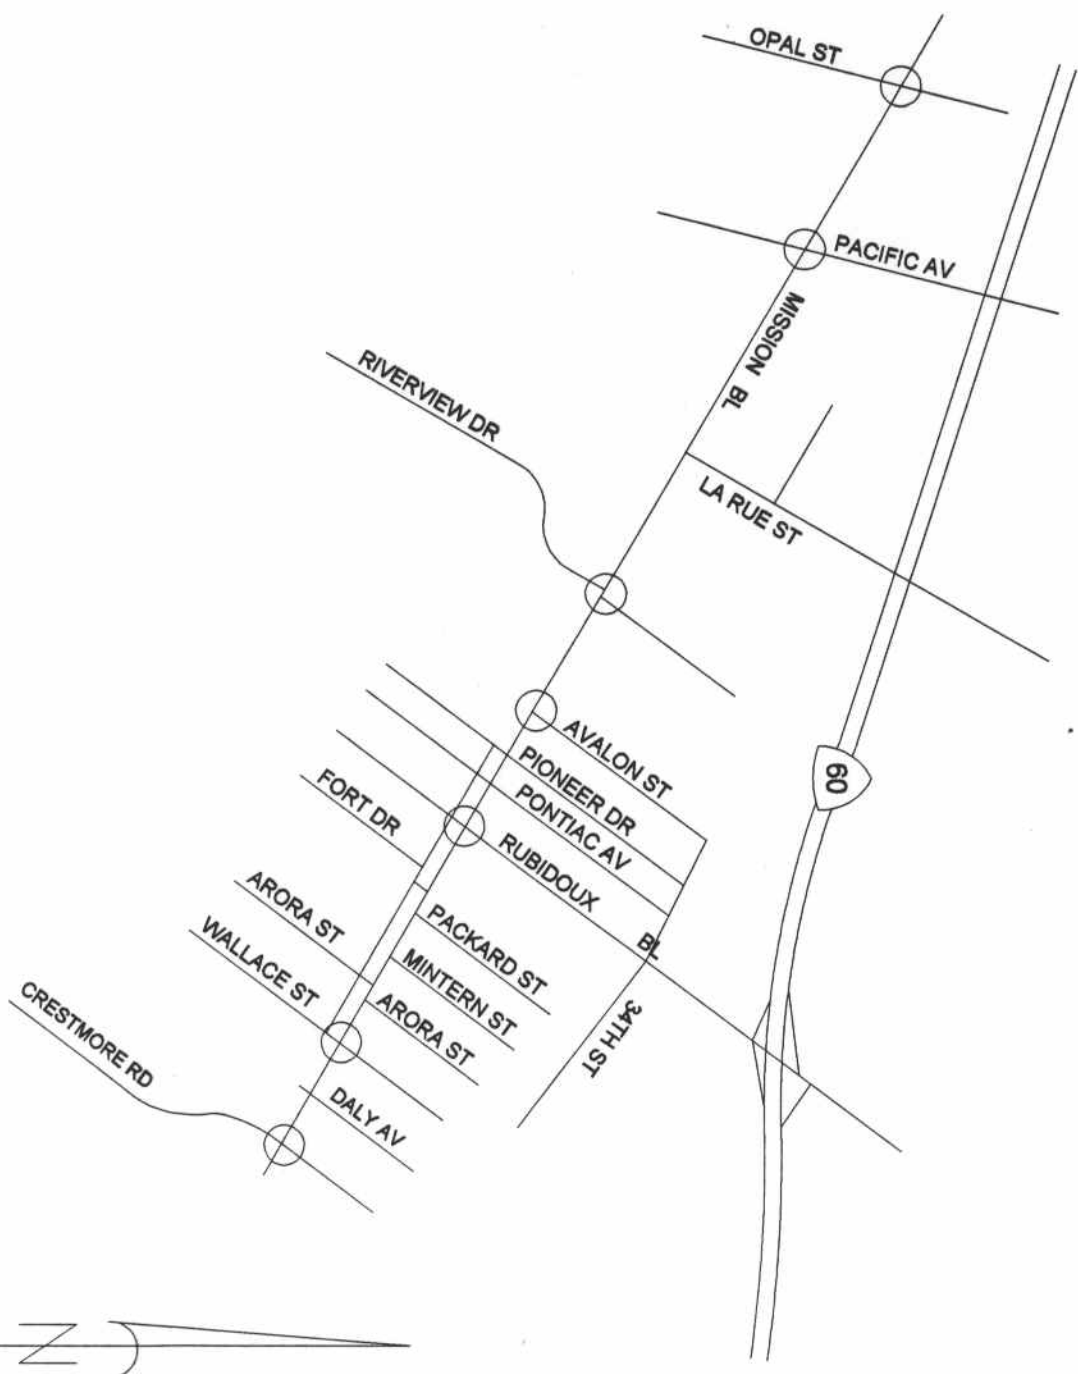 OPAL ST
PACIFIC AV
MISSION BL
RIVERVIEW DR
LA RUE ST
AVALON ST
PIONEER DR
PONTIAC AV
60
FORT DR
RUBIDOUX BL
ARORA ST
PACKARD ST
WALLACE ST
MINTERN ST
ARORA ST
34TH ST
CRESTMORE RD
DALY AV
N